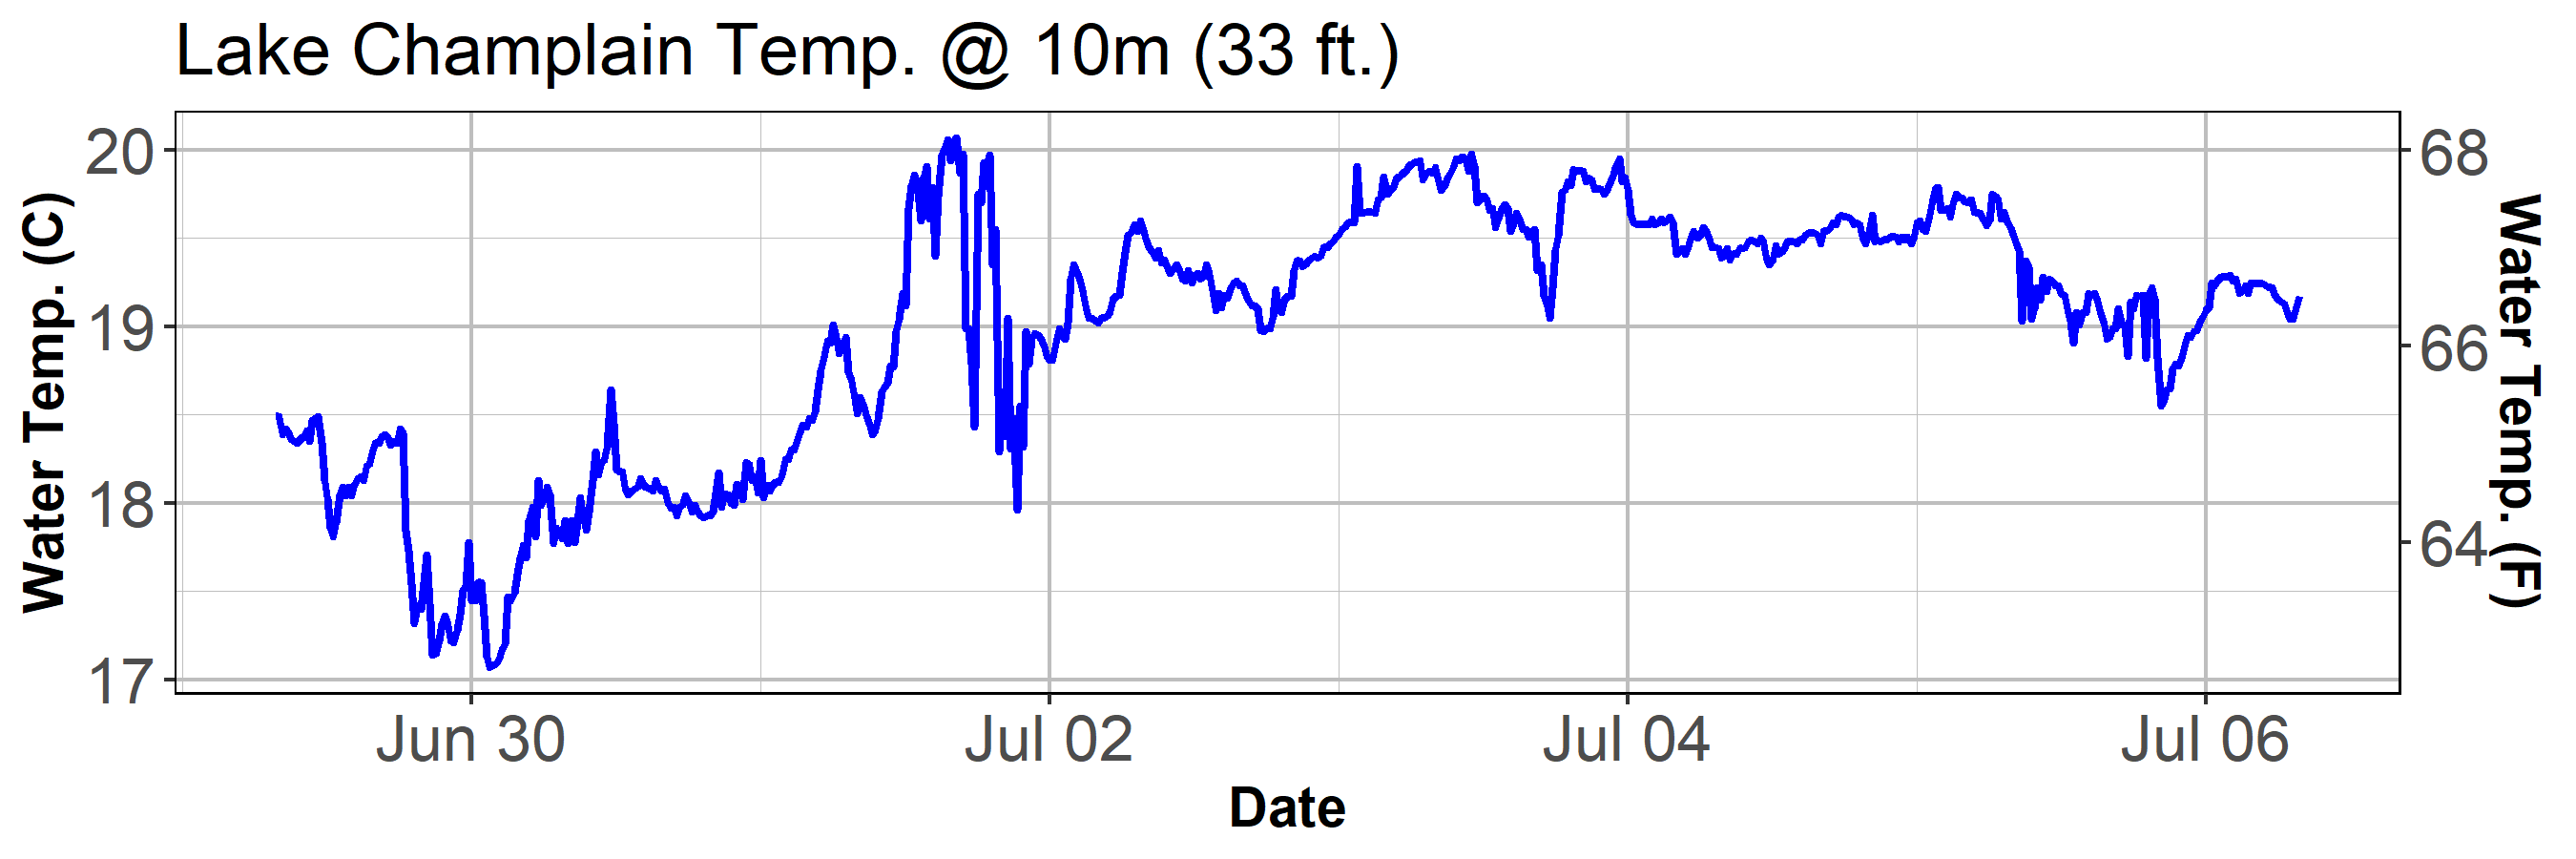 Lake Champlain Temp. @ 10m (33 ft.)
Water Temp. (C)
20
19
18
17
68
66
64
Water Temp. (F)
Jun 30
Jul 02
Jul 04
Jul 06
Date